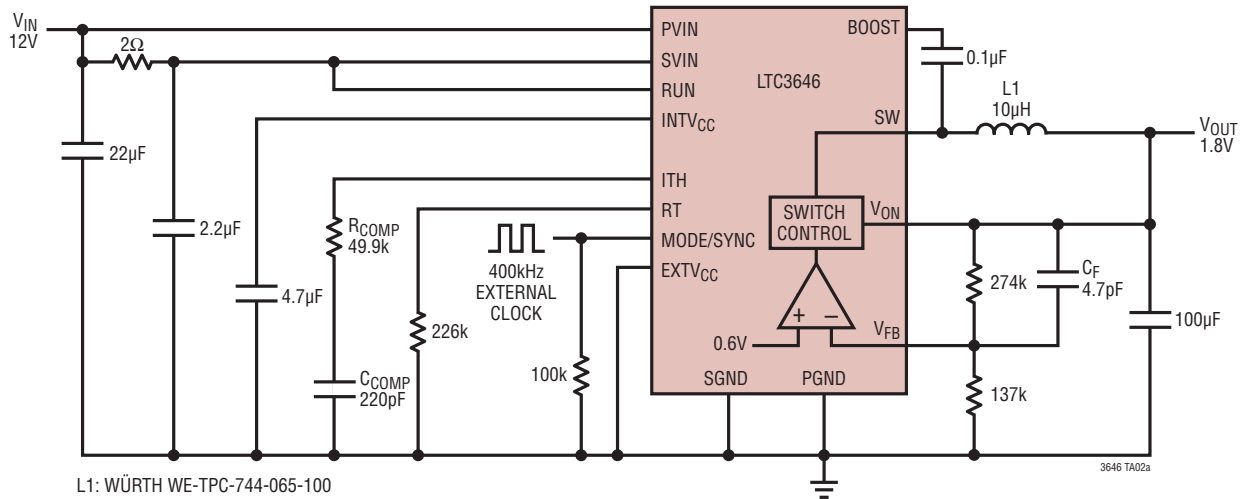 VIN
12V
2Ω
22µF
2.2µF
4.7µF
RCOMP
49.9k
CCOMP
220pF
226k
400kHz
EXTERNAL
CLOCK
100k
PVIN
SVIN
RUN
INTVCC
ITH
RT
MODE/SYNC
EXTVCC
LTC3646
BOOST
SW
SWITCH
CONTROL
VON
+
–
0.6V
VFB
SGND
PGND
0.1µF
L1
10µH
VOUT
1.8V
274k
CF
4.7pF
100µF
137k
3646 TA02a
L1: WÜRTH WE-TPC-744-065-100